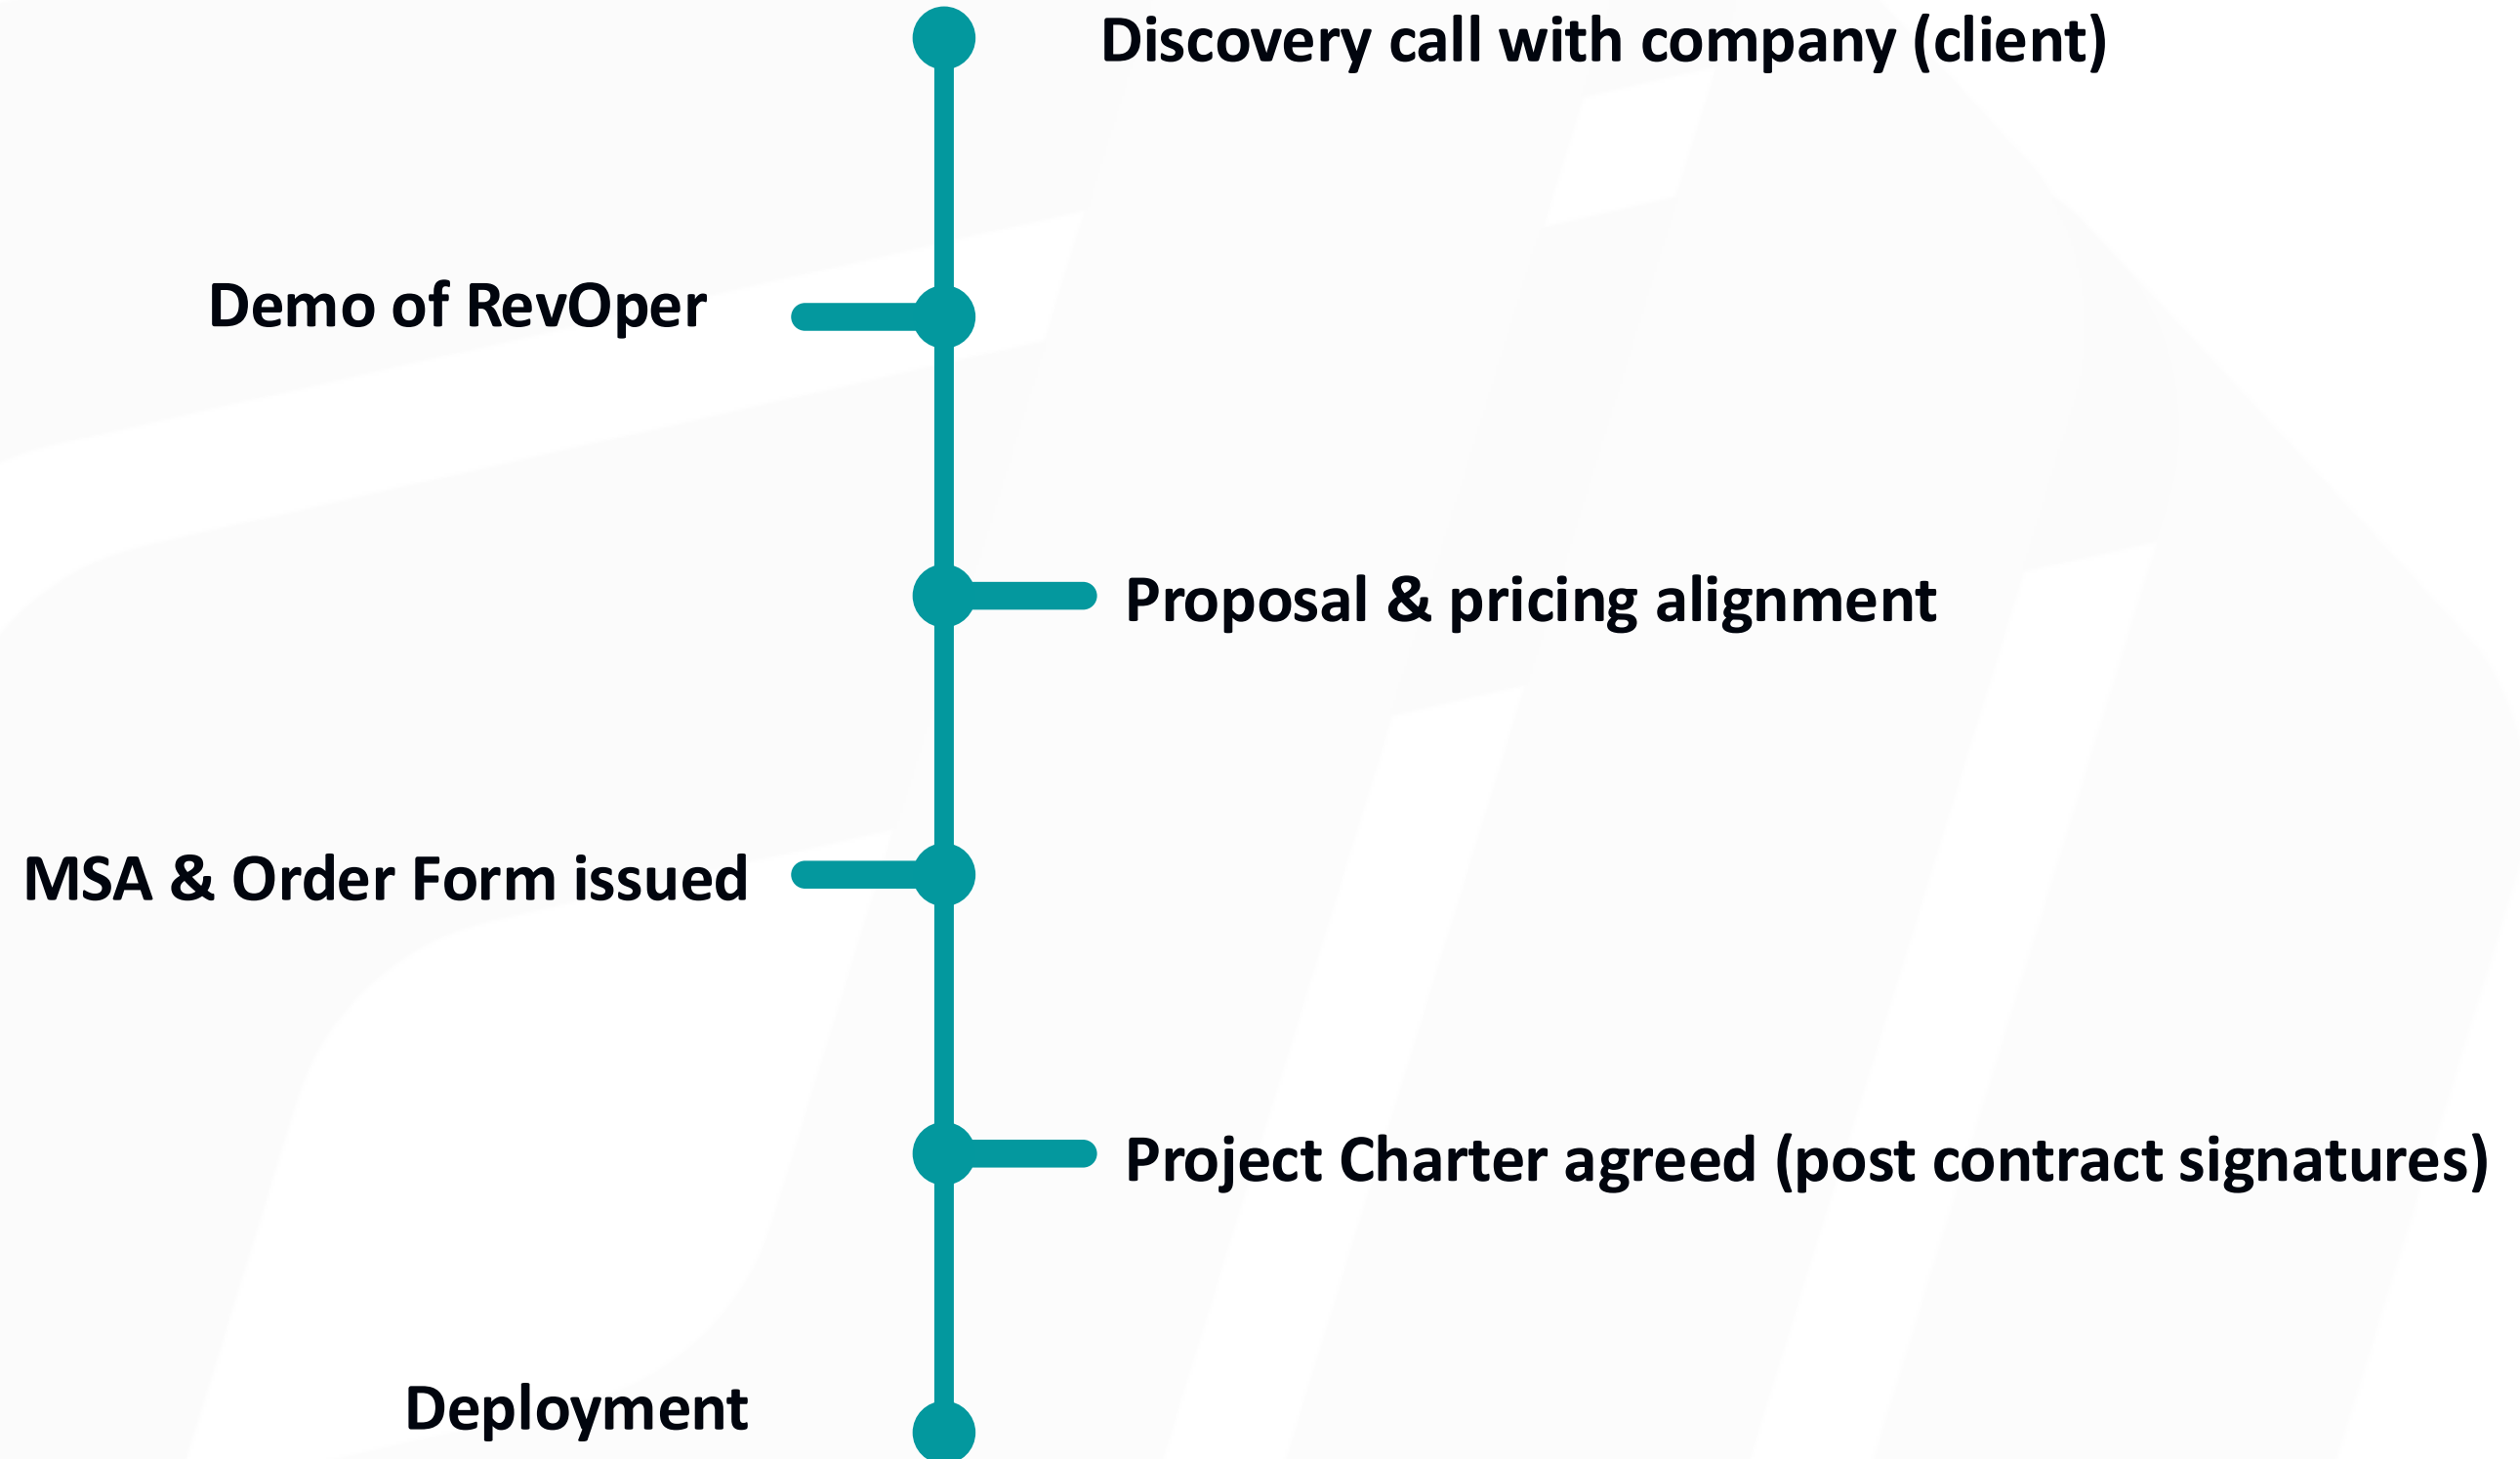 Discovery call with company (client)
Demo of RevOper
Proposal & pricing alignment
MSA & Order Form issued
Project Charter agreed (post contract signatures)
Deployment